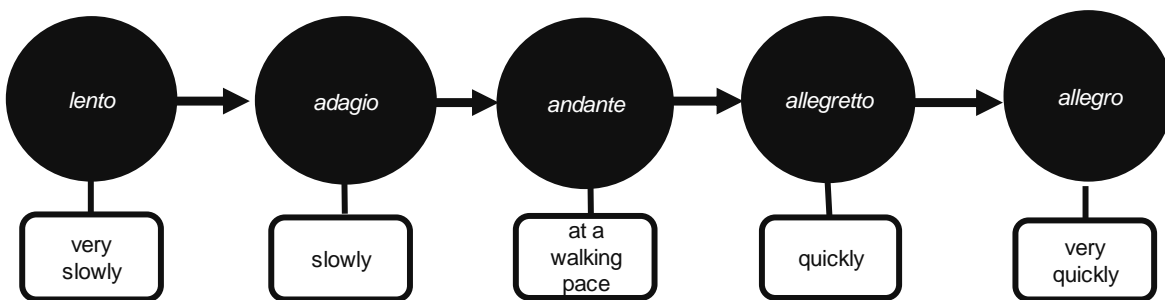 lento
adagio
andante
allegretto
allegro
very
slowly
slowly
at a
walking
pace
quickly
very
quickly